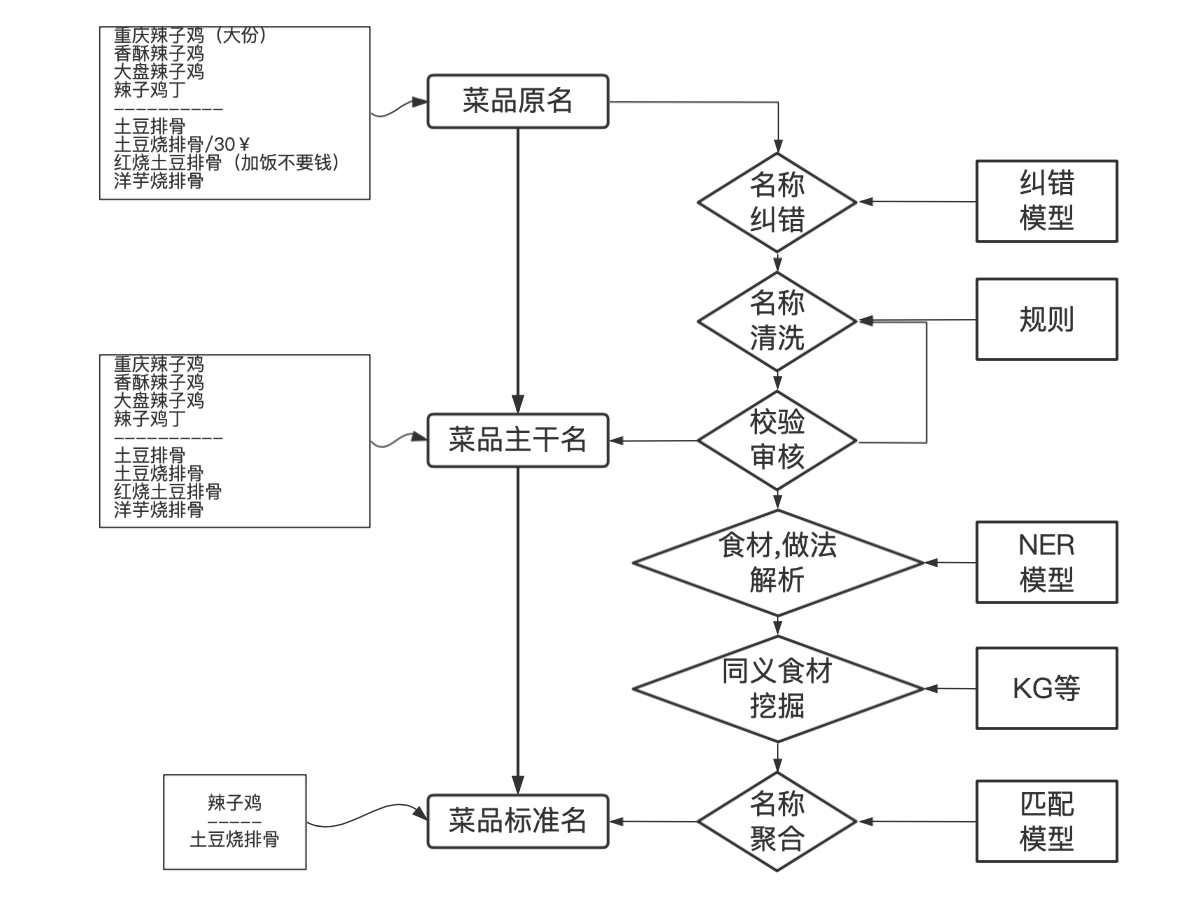 重庆辣子鸡（大份）
香酥辣子鸡
大盘辣子鸡
辣子鸡丁
----------
土豆排骨
土豆烧排骨/30￥
红烧土豆排骨（加饭不要钱）
洋芋烧排骨
菜品原名
名称
纠错
纠错
模型
名称
清洗
规则
重庆辣子鸡
香酥辣子鸡
大盘辣子鸡
辣子鸡丁
----------
土豆排骨
土豆烧排骨
红烧土豆排骨
洋芋烧排骨
菜品主干名
校验
审核
食材,做法
解析
NER
模型
同义食材
挖掘
KG等
辣子鸡
-----
土豆烧排骨
菜品标准名
名称
聚合
匹配
模型